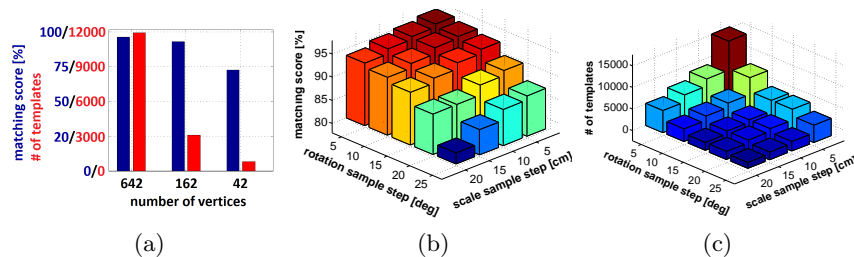 matching score [%]
# of templates
100/12000
75/9000
50/6000
20/3000
0/0
642 162 42
number of vertices
(a)
matching score [%]
95
90
85
80
5
10
15
20
25
rotation sample step [deg]
20
15
10
5
scale sample step [cm]
(b)
# of templates
15000
10000
5000
0
5
10
15
20
25
rotation sample step [deg]
20
15
10
5
scale sample step [cm]
(c)